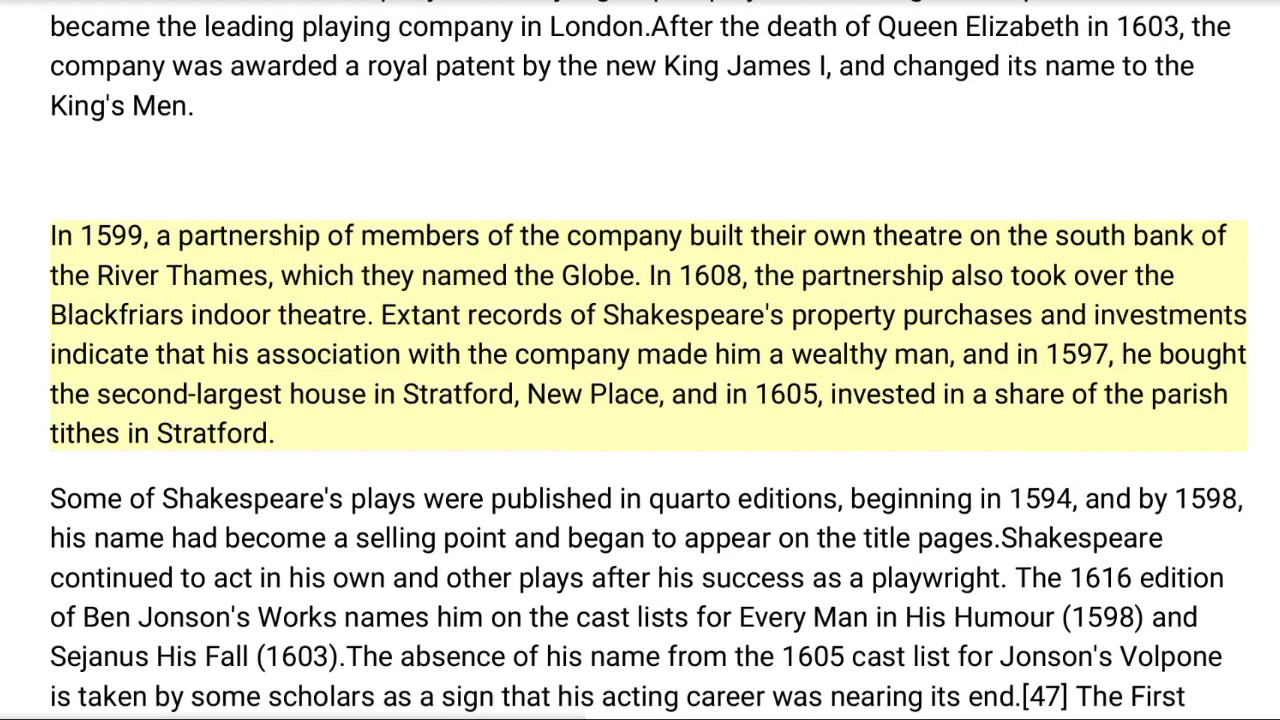 became the leading playing company in London.After the death of Queen Elizabeth in 1603, the
company was awarded a royal patent by the new King James I, and changed its name to the
King's Men.
In 1599, a partnership of members of the company built their own theatre on the south bank of
the River Thames, which they named the Globe. In 1608, the partnership also took over the
Blackfriars indoor theatre. Extant records of Shakespeare's property purchases and investments
indicate that his association with the company made him a wealthy man, and in 1597, he bought
the second-largest house in Stratford, New Place, and in 1605, invested in a share of the parish
tithes in Stratford.
Some of Shakespeare's plays were published in quarto editions, beginning in 1594, and by 1598,
his name had become a selling point and began to appear on the title pages.Shakespeare
continued to act in his own and other plays after his success as a playwright. The 1616 edition
of Ben Jonson's Works names him on the cast lists for Every Man in His Humour (1598) and
Sejanus His Fall (1603).The absence of his name from the 1605 cast list for Jonson's Volpone
is taken by some scholars as a sign that his acting career was nearing its end.[47] The First